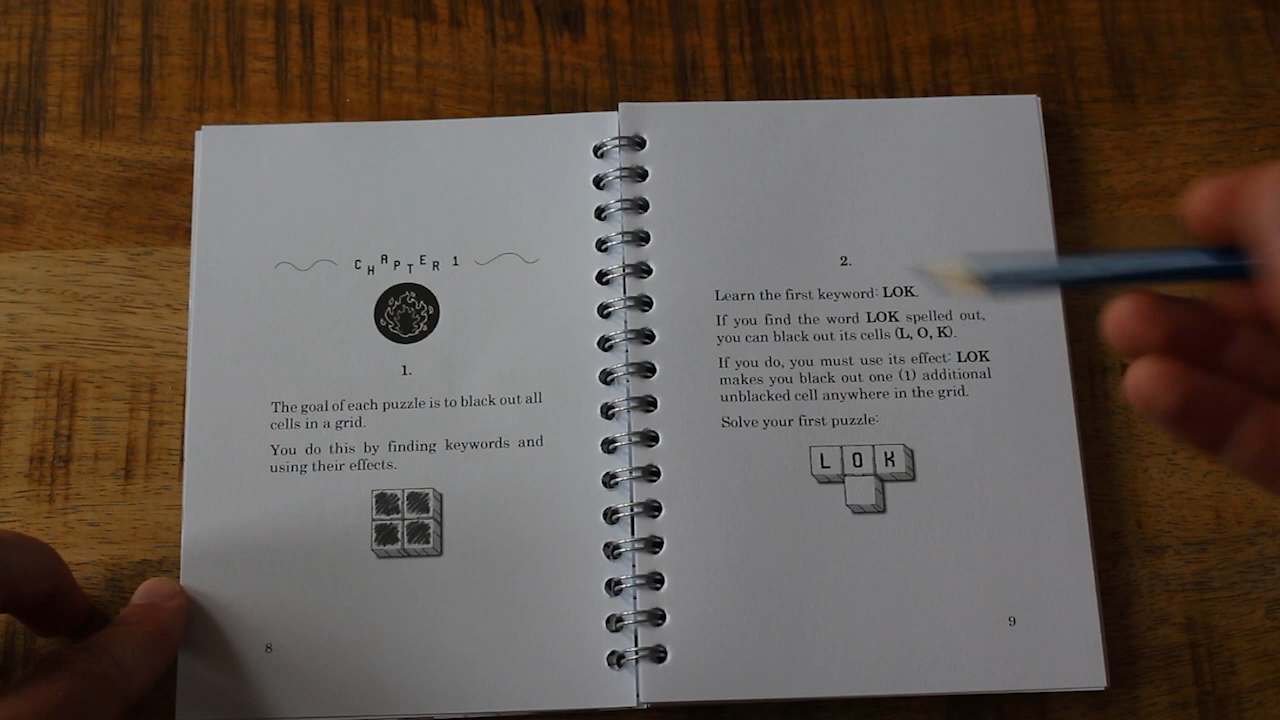 CHAPTER 1
1.
The goal of each puzzle is to black out all
cells in a grid.
You do this by finding keywords and
using their effects.
8
2.
Learn the first keyword: LOK.
If you find the word LOK spelled out,
you can black out its cells (L, O, K).
If you do, you must use its effect: LOK
makes you black out one (1) additional
unblacked cell anywhere in the grid.
Solve your first puzzle:
L O K
9